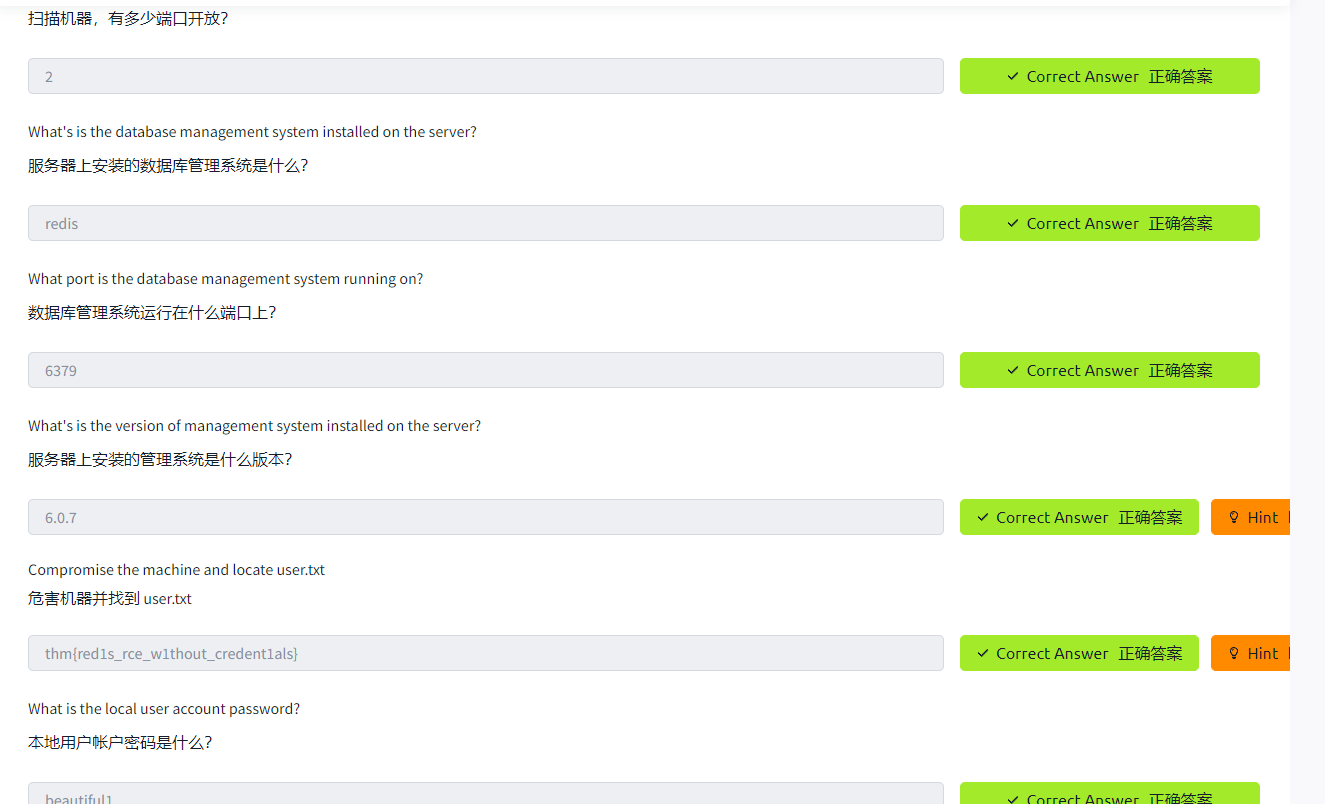 扫描机器，有多少端口开放？
2
✓ Correct Answer 正确答案
What's is the database management system installed on the server?
服务器上安装的数据库管理系统是什么？
redis
✓ Correct Answer 正确答案
What port is the database management system running on?
数据库管理系统运行在什么端口上？
6379
✓ Correct Answer 正确答案
What's is the version of management system installed on the server?
服务器上安装的管理系统是什么版本？
6.0.7
✓ Correct Answer 正确答案 Hint
Compromise the machine and locate user.txt
危害机器并找到 user.txt
thm{red1s_rce_w1thout_credent1als}
✓ Correct Answer 正确答案 Hint
What is the local user account password?
本地用户帐户密码是什么？
beautiful1
✓ Correct Answer 正确答案